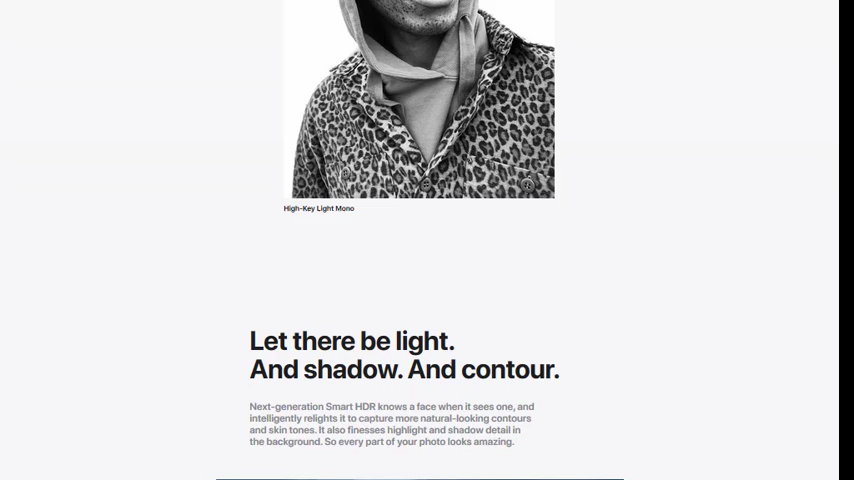 High-Key Light Mono
Let there be light.
And shadow. And contour.
Next-generation Smart HDR knows a face when it sees one, and
intelligently relights it to capture more natural-looking contours
and skin tones. It also finesses highlight and shadow detail in
the background. So every part of your photo looks amazing.